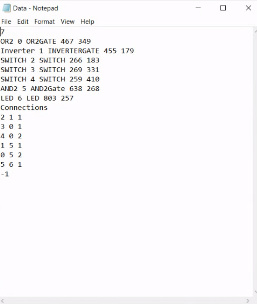 Data - Notepad
File Edit Format View Help
7
OR2 0 OR2GATE 467 349
Inverter 1 INVERTERGATE 455 179
SWITCH 2 SWITCH 266 183
SWITCH 3 SWITCH 269 331
SWITCH 4 SWITCH 259 410
AND2 5 AND2Gate 638 268
LED 6 LED 803 257
Connections
2 1 1
3 0 1
4 0 2
1 5 1
0 5 2
5 6 1
-1